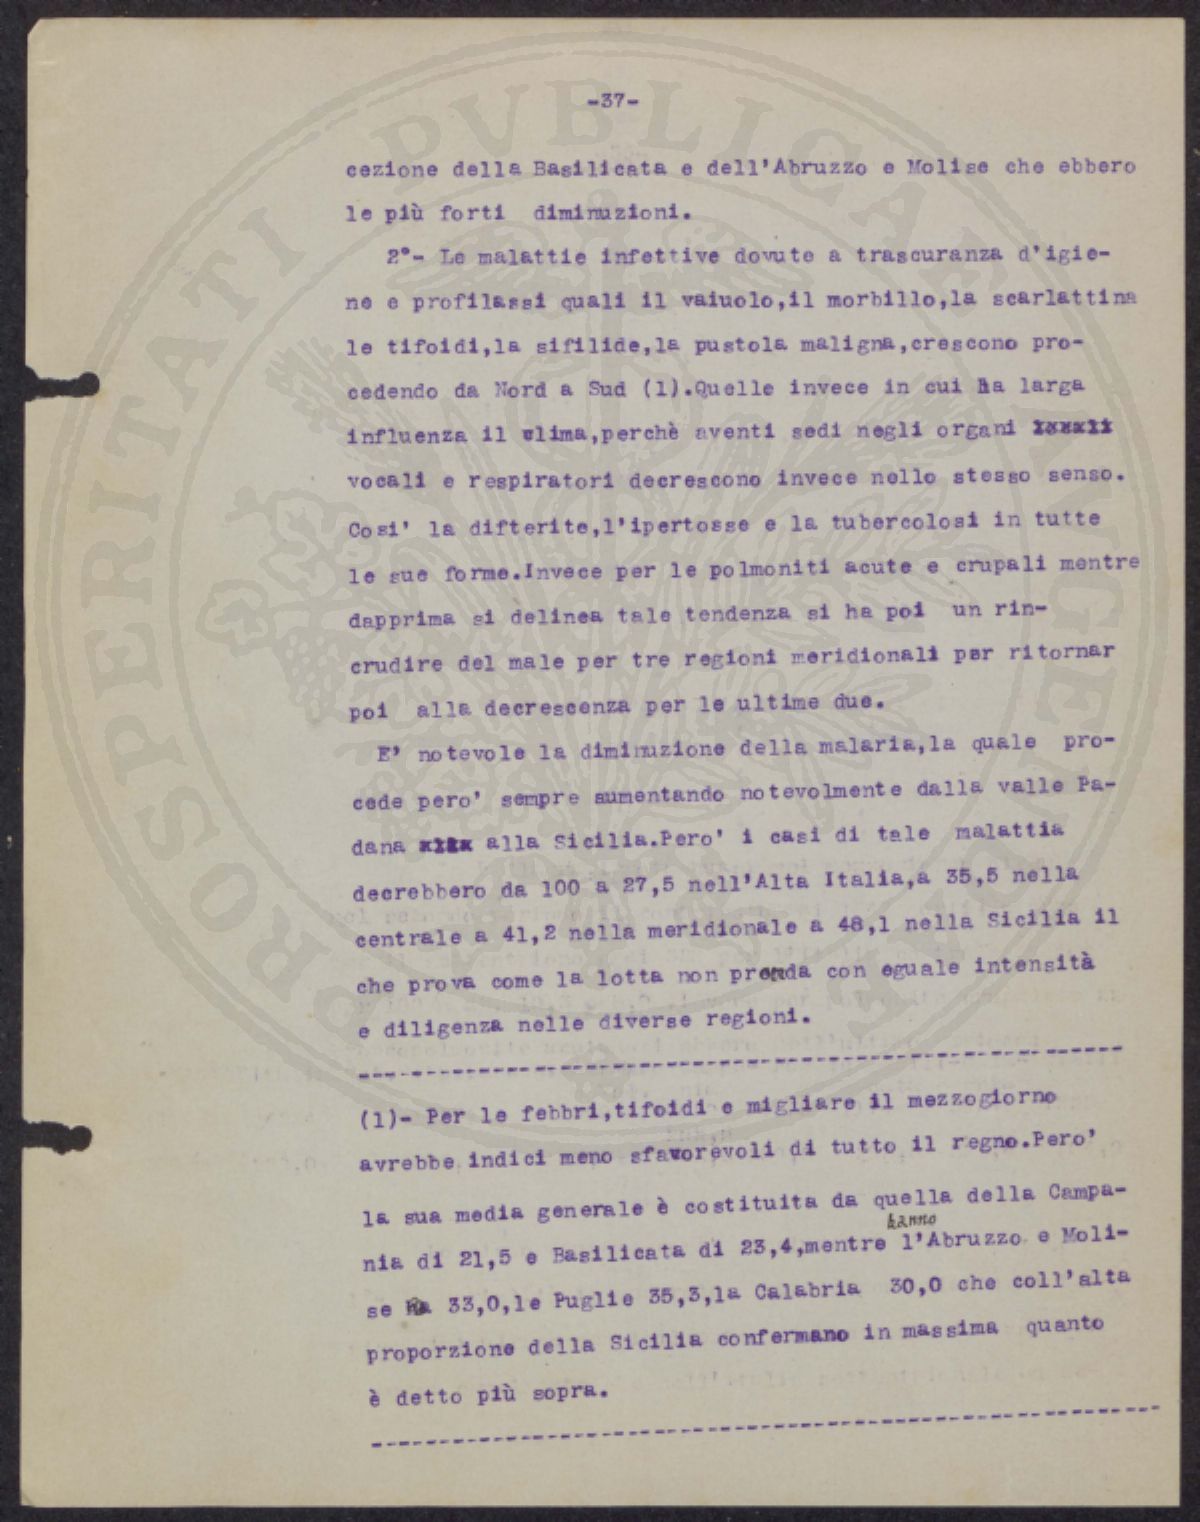 -37-
cezione della Basilicata e dell'Abruzzo e Molise che ebbero
le più forti diminuzioni.
2°- Le malattie infettive dovute a trascuranza d'igie-
ne e profilassi quali il vaiuolo,il morbillo,la scarlattina
le tifoidi,la sifilide,la pustola maligna,crescono pro-
cedendo da Nord a Sud (1).Quelle invece in cui ha larga
influenza il clima,perchè aventi sedi negli organi
vocali e respiratori decrescono invece nello stesso senso.
Cosi' la difterite,l'ipertosse e la tubercolosi in tutte
le sue forme.Invece per le polmoniti acute e crupali mentre
dapprima si delinea tale tendenza si ha poi un rin-
crudire del male per tre regioni meridionali per ritornar
poi alla decrescenza per le ultime due.
E' notevole la diminuzione della malaria,la quale pro-
cede pero' sempre aumentando notevolmente dalla valle Pa-
dana alla Sicilia.Pero' i casi di tale malattia
decrebbero da 100 a 27,5 nell'Alta Italia,a 35,5 nella
centrale a 41,2 nella meridionale a 48,1 nella Sicilia il
che prova come la lotta non prenda con eguale intensità
e diligenza nelle diverse regioni.
(1)- Per le febbri,tifoidi e migliare il mezzogiorno
avrebbe indici meno sfavorevoli di tutto il regno.Pero'
la sua media generale è costituita da quella della Campa-
hanno
nia di 21,5 e Basilicata di 23,4,mentre l'Abruzzo e Moli-
se 33,0,le Puglie 35,3,la Calabria 30,0 che coll'alta
proporzione della Sicilia confermano in massima quanto
è detto più sopra.
PROSPERITATI PVBLICAE AVGENDAE